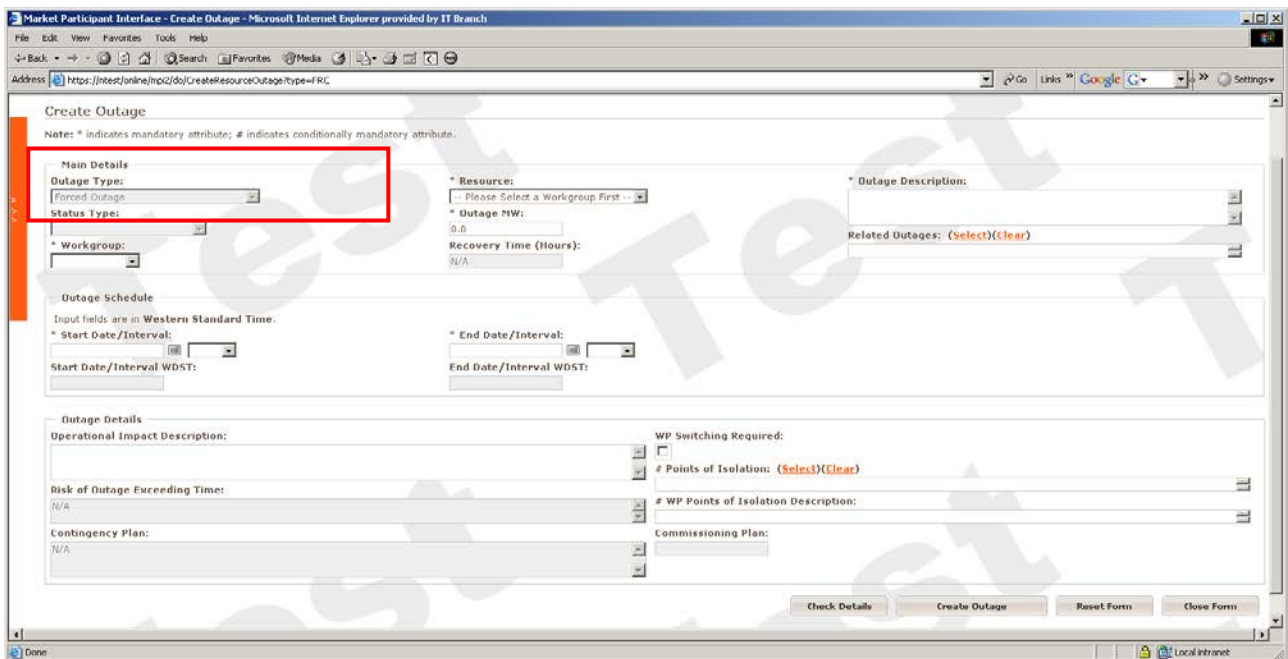 Market Participant Interface - Create Outage - Microsoft Internet Explorer provided by IT Branch
File Edit View Favorites Tools Help
Back Search Favorites Media
Address https://ntest/online/mpi2/do/CreateResourceOutage?type=FRC Go Links » Google G » Settings
Create Outage
Note: * indicates mandatory attribute; # indicates conditionally mandatory attribute.
Main Details
Outage Type: * Resource: * Outage Description:
Forced Outage -- Please Select a Workgroup First --
Status Type: * Outage MW:
0.0
Related Outages: (Select)(Clear)
* Workgroup: Recovery Time (Hours):
N/A
Outage Schedule
Input fields are in Western Standard Time.
* Start Date/Interval: * End Date/Interval:
Start Date/Interval WDST: End Date/Interval WDST:
Outage Details
Operational Impact Description: WP Switching Required:
# Points of Isolation: (Select)(Clear)
Risk of Outage Exceeding Time:
N/A # WP Points of Isolation Description:
Contingency Plan: Commissioning Plan:
N/A
Check Details Create Outage Reset Form Close Form
Done Local intranet
Test Test T
Test Test